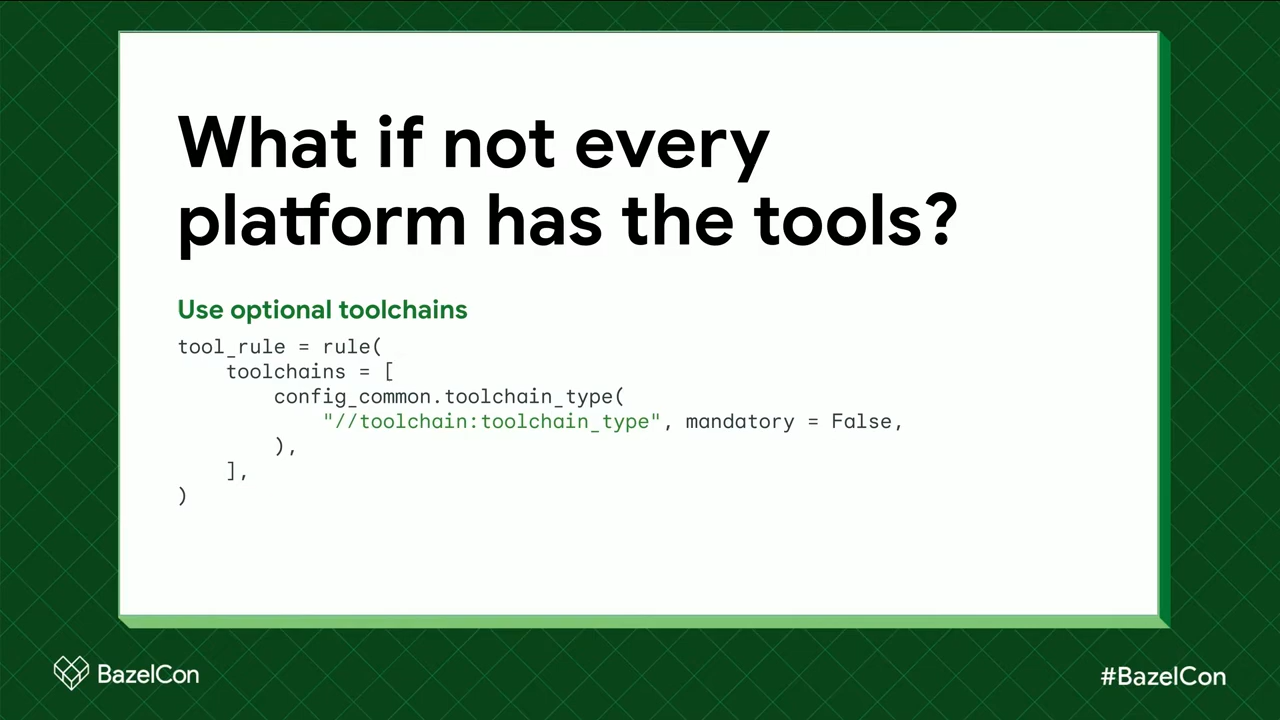 What if not every
platform has the tools?
Use optional toolchains
tool_rule = rule(
    toolchains = [
        config_common.toolchain_type(
            "//toolchain:toolchain_type", mandatory = False,
        ),
    ],
)
BazelCon
#BazelCon